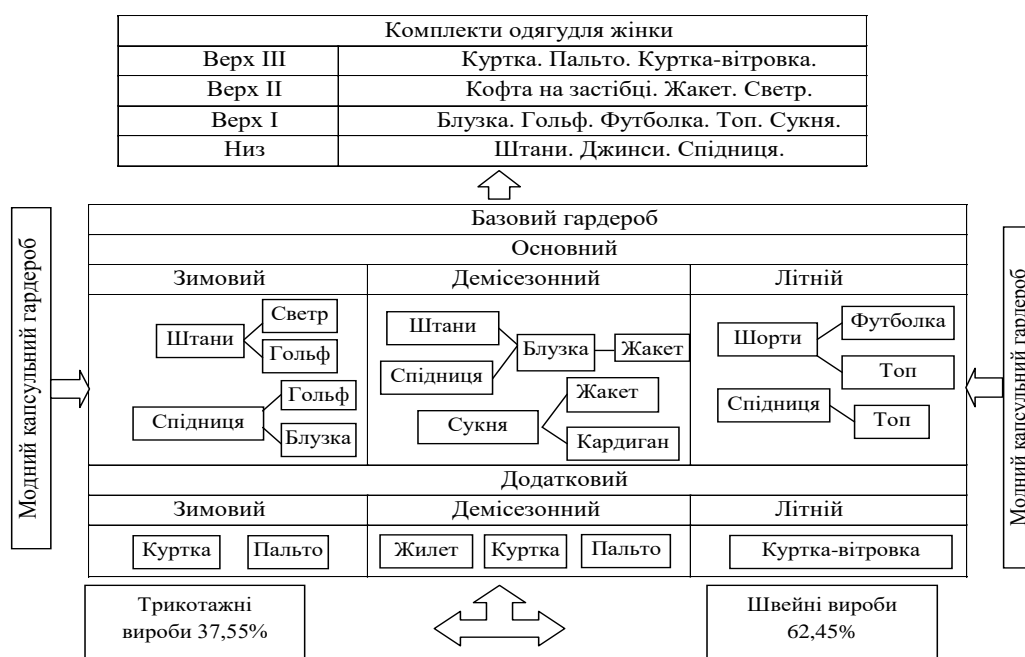 Комплекти одягудля жінки
Верх III Куртка. Пальто. Куртка-вітровка.
Верх II Кофта на застібці. Жакет. Светр.
Верх I Блузка. Гольф. Футболка. Топ. Сукня.
Низ Штани. Джинси. Спідниця.
Модний капсульний гардероб
Базовий гардероб
Основний
Зимовий Демісезонний Літній
Штани
Светр
Гольф
Спідниця
Гольф
Блузка
Штани
Спідниця
Блузка
Жакет
Сукня
Жакет
Кардиган
Шорти
Футболка
Топ
Спідниця
Топ
Додатковий
Зимовий Демісезонний Літній
Куртка Пальто Жилет Куртка Пальто Куртка-вітровка
Модний капсульний гардероб
Трикотажні
вироби 37,55%
Швейні вироби
62,45%